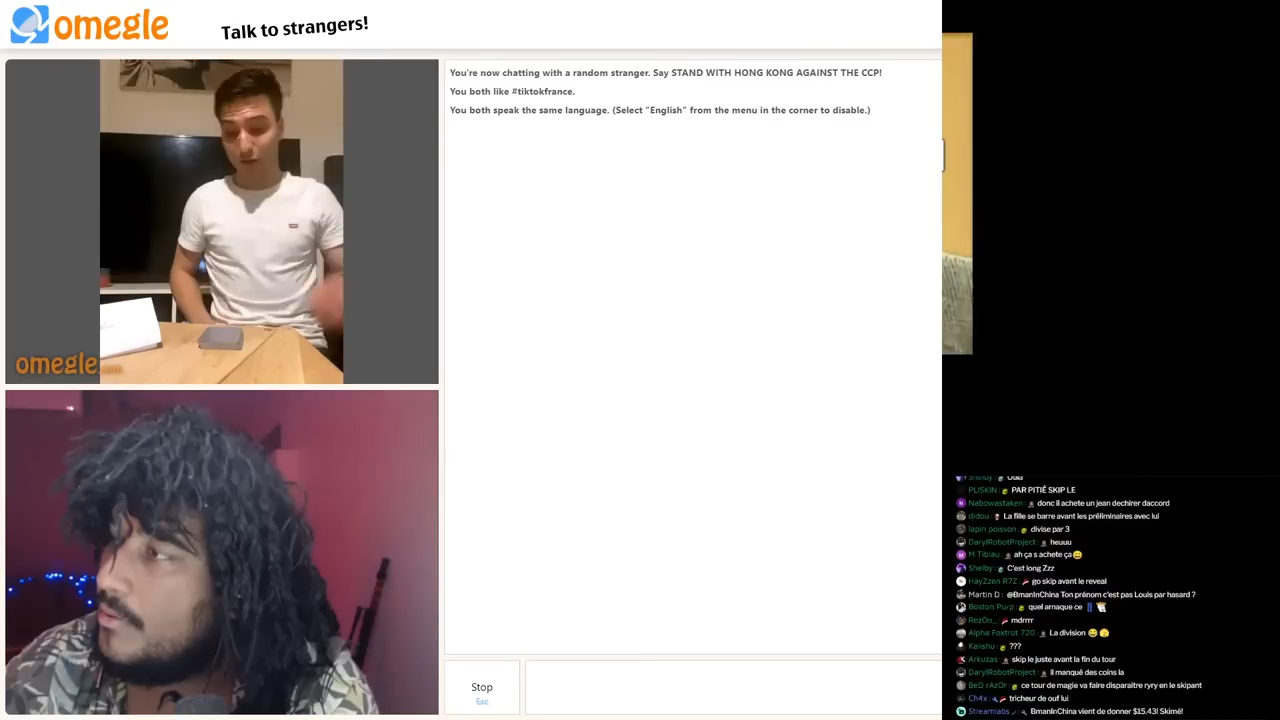 omegle
Talk to strangers!
You're now chatting with a random stranger. Say STAND WITH HONG KONG AGAINST THE CCP!
You both like #tiktokfrance.
You both speak the same language. (Select "English" from the menu in the corner to disable.)
omegle.com
Stop
Esc
Shelby : Oula
PLISKIN : PAR PITIÉ SKIP LE
Nabowastaken : donc il achete un jean dechirer daccord
didou : La fille se barre avant les préliminaires avec lui
lapin poisson : divise par 3
DarylRobotProject : heuuu
M Tibiau : ah ça s achete ça😄
Shelby : C'est long Zzz
HayZzen R7Z : go skip avant le reveal
Martin D : @BmanInChina Ton prénom c'est pas Louis par hasard ?
Boston Purp : quel arnaque ce
RezOo_ : mdrrrr
Alpha Foxtrot 720 : La division
Kaiishu : ???
Arkuzas : skip le juste avant la fin du tour
DarylRobotProject : il manqué des coins la
BeD rAzOr : ce tour de magie va faire disparaitre ryry en le skipant
Ch4x : tricheur de ouf lui
Streamlabs : BmanInChina vient de donner $15.43! Skimé!